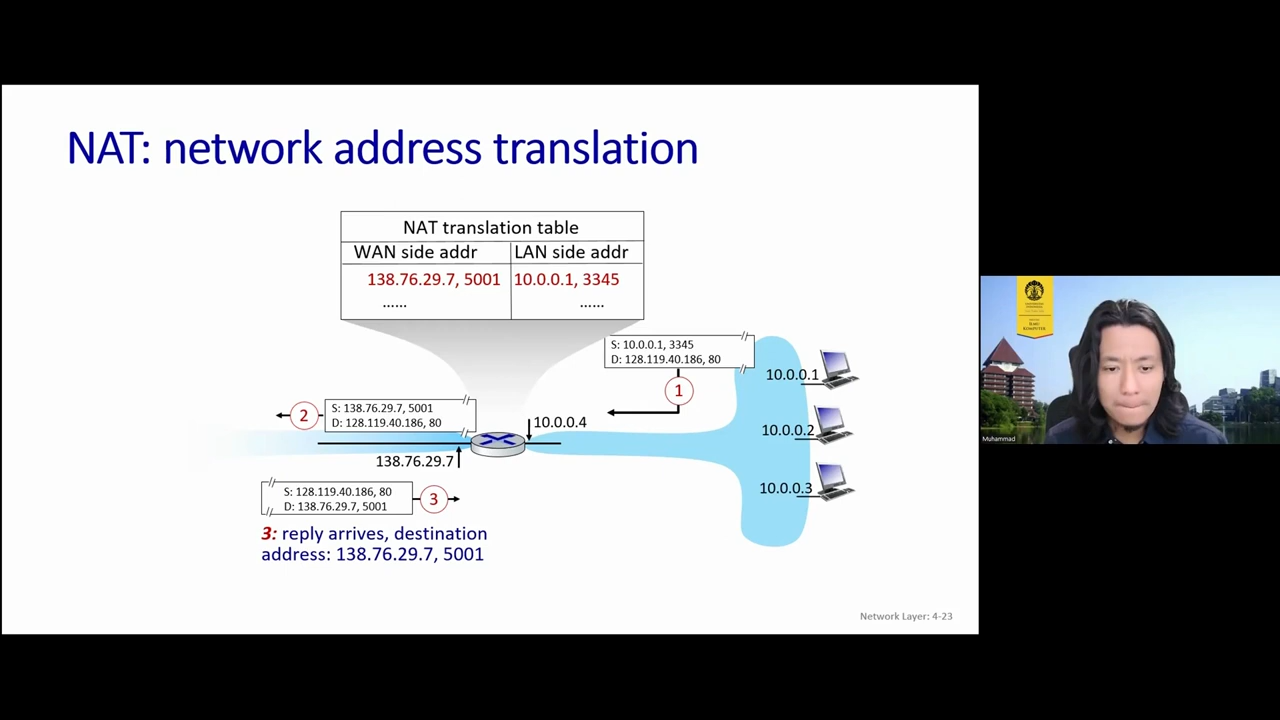 NAT: network address translation
NAT translation table
WAN side addr LAN side addr
138.76.29.7, 5001 10.0.0.1, 3345
...... ......
S: 10.0.0.1, 3345
D: 128.119.40.186, 80
1
10.0.0.1
S: 138.76.29.7, 5001
D: 128.119.40.186, 80
2
10.0.0.4
10.0.0.2
138.76.29.7
S: 128.119.40.186, 80
D: 138.76.29.7, 5001
3
10.0.0.3
3: reply arrives, destination
address: 138.76.29.7, 5001
Network Layer: 4-23
ILMU
KOMPUTER
Muhammad